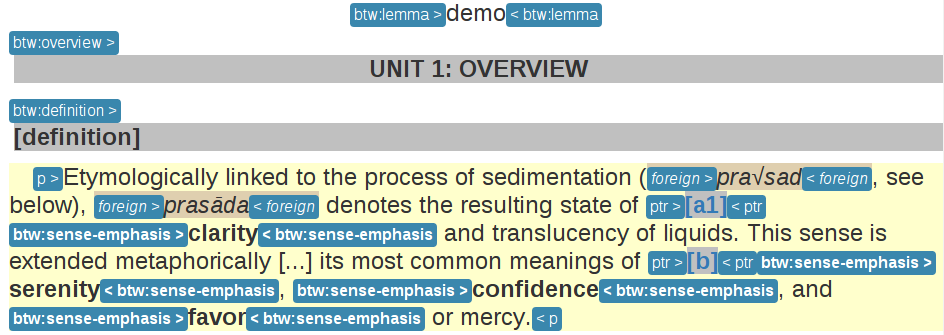 btw:lemma >demo< btw:lemma
btw:overview >
UNIT 1: OVERVIEW
btw:definition >
[definition]
p >Etymologically linked to the process of sedimentation (foreign >pra√sad< foreign, see
below), foreign >prasāda< foreign denotes the resulting state of ptr >[a1]< ptr
btw:sense-emphasis >clarity< btw:sense-emphasis and translucency of liquids. This sense is
extended metaphorically [...] its most common meanings of ptr >[b]< ptr btw:sense-emphasis >
serenity< btw:sense-emphasis, btw:sense-emphasis >confidence< btw:sense-emphasis, and
btw:sense-emphasis >favor< btw:sense-emphasis or mercy.< p